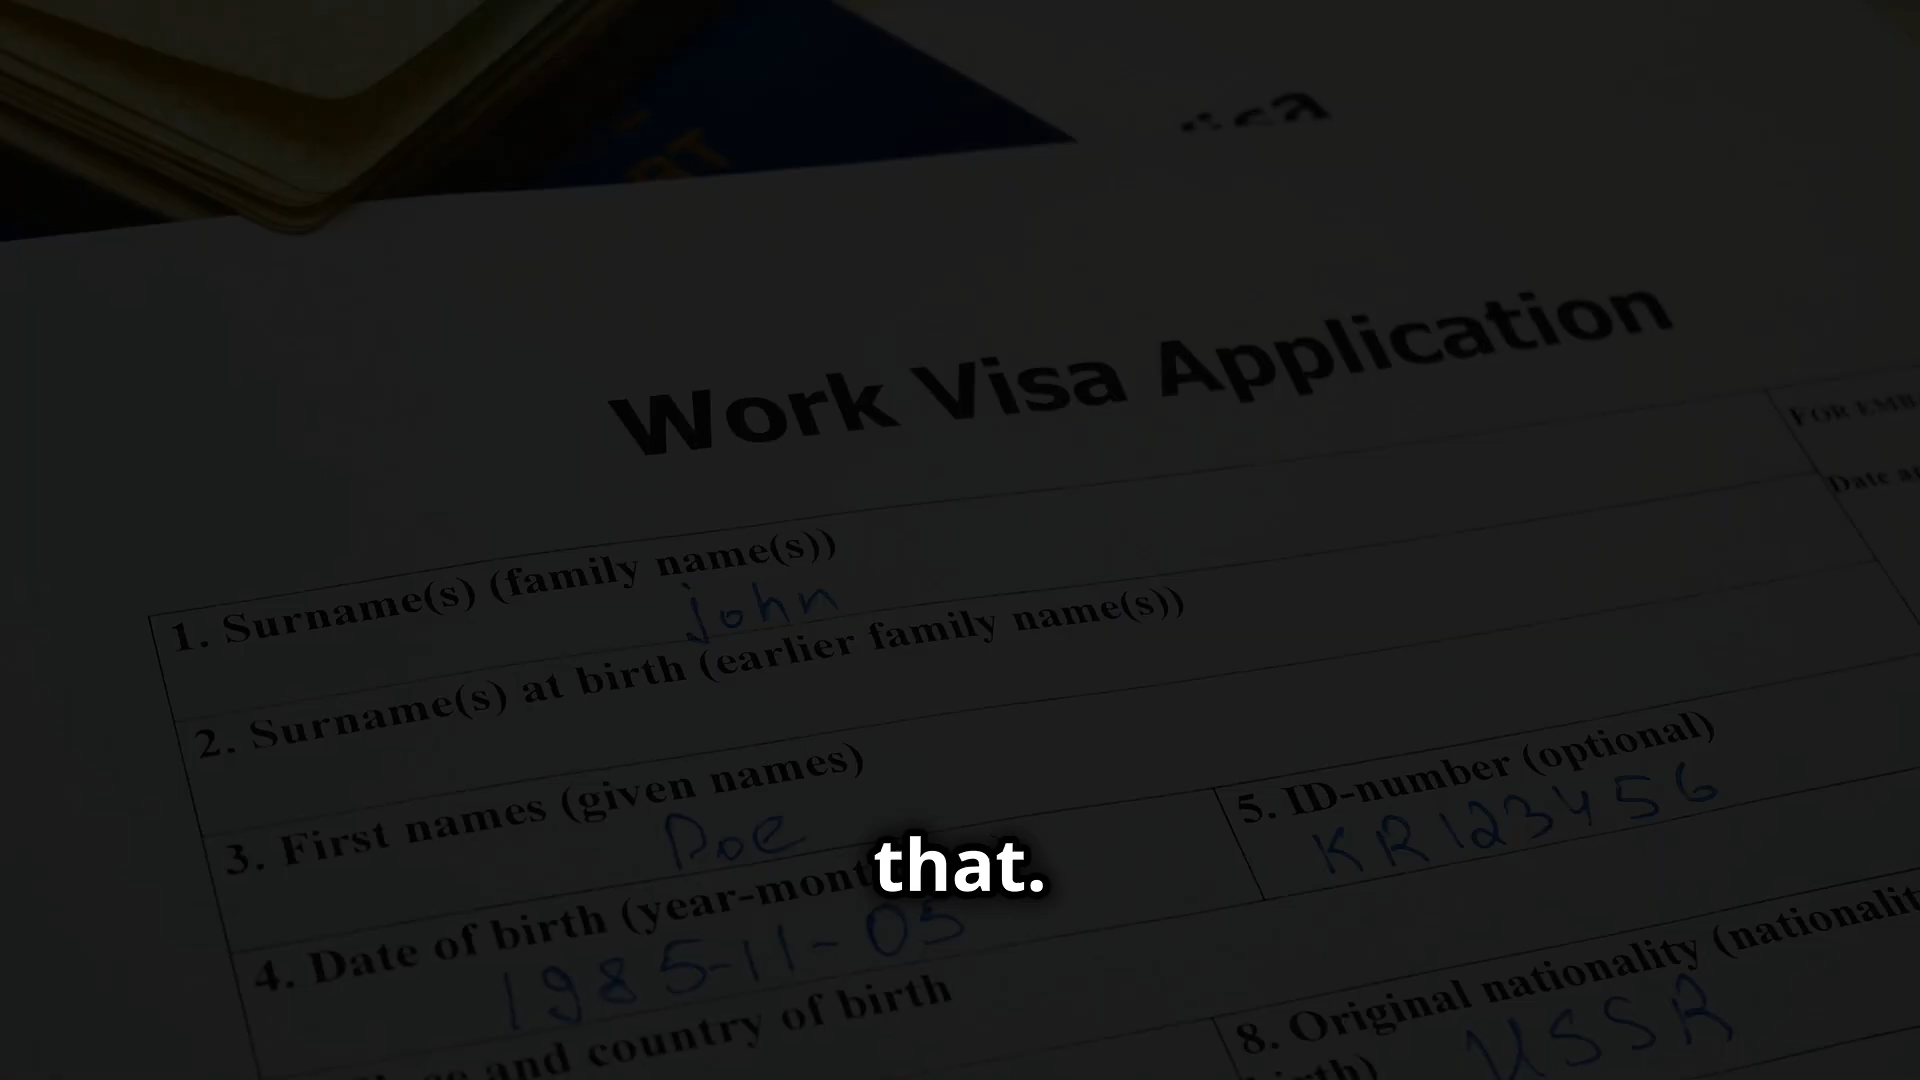 isa
Work Visa Application
FOR EMB
Date a
1. Surname(s) (family name(s))
john
2. Surname(s) at birth (earlier family name(s))
3. First names (given names)
Doe
5. ID-number (optional)
KR123456
4. Date of birth (year-mont
1985-11-05
that.
and country of birth
8. Original nationality (nationalit
USSR